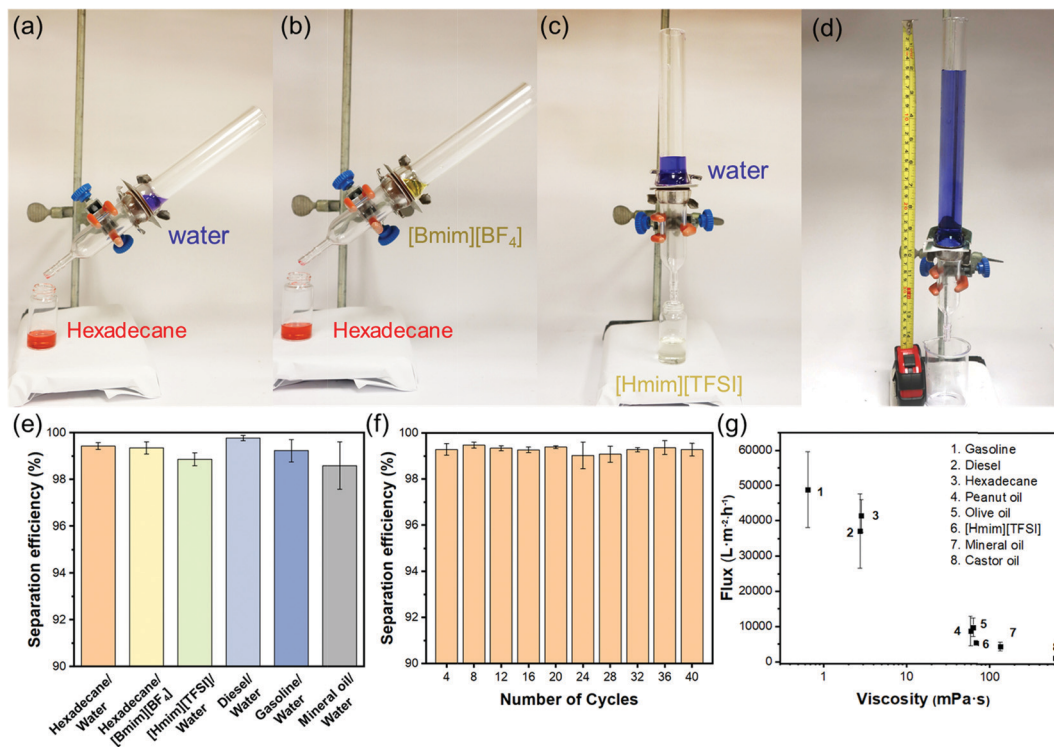 (a)
water
Hexadecane
(b)
[Bmim][BF₄]
Hexadecane
(c)
water
[Hmim][TFSI]
(d)
(e)
Separation efficiency (%)
100
98
96
94
92
90
Hexadecane/
Water
Hexadecane/
[Bmim][BF₄]
[Hmim][TFSI]/
Water
Diesel/
Water
Gasoline/
Water
Mineral oil/
Water
(f)
Separation efficiency (%)
100
99
98
97
96
95
94
93
92
91
90
4 8 12 16 20 24 28 32 36 40
Number of Cycles
(g)
Flux (L·m⁻²·h⁻¹)
60000
50000
40000
30000
20000
10000
0
1. Gasoline
2. Diesel
3. Hexadecane
4. Peanut oil
5. Olive oil
6. [Hmim][TFSI]
7. Mineral oil
8. Castor oil
1
2
3
4
5
6
7
1 10 100
Viscosity (mPa·s)